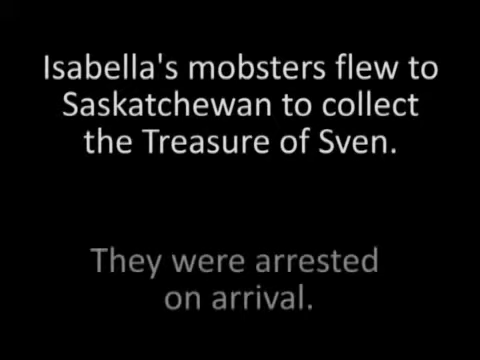 Isabella's mobsters flew to
Saskatchewan to collect
the Treasure of Sven.
They were arrested
on arrival.